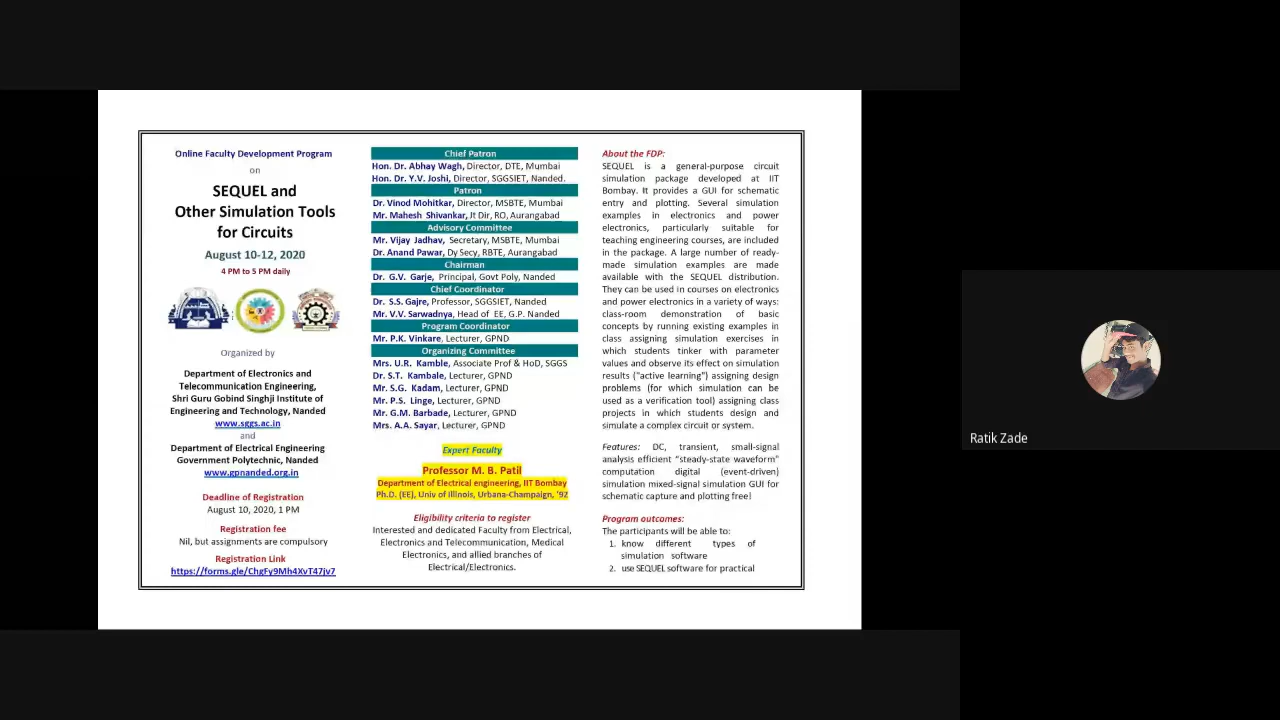 Online Faculty Development Program
on
SEQUEL and
Other Simulation Tools
for Circuits
August 10-12, 2020
4 PM to 5 PM daily
Organized by
Department of Electronics and
Telecommunication Engineering,
Shri Guru Gobind Singhji Institute of
Engineering and Technology, Nanded
www.sggs.ac.in
and
Department of Electrical Engineering
Government Polytechnic, Nanded
www.gpnanded.org.in
Deadline of Registration
August 10, 2020, 1 PM
Registration fee
Nil, but assignments are compulsory
Registration Link
https://forms.gle/ChgFy9Mh4XvT47jv7
Chief Patron
Hon. Dr. Abhay Wagh, Director, DTE, Mumbai
Hon. Dr. Y.V. Joshi, Director, SGGSIET, Nanded.
Patron
Dr. Vinod Mohitkar, Director, MSBTE, Mumbai
Mr. Mahesh Shivankar, Jt Dir, RO, Aurangabad
Advisory Committee
Mr. Vijay Jadhav, Secretary, MSBTE, Mumbai
Dr. Anand Pawar, Dy Secy, RBTE, Aurangabad
Chairman
Dr. G.V. Garje, Principal, Govt Poly, Nanded
Chief Coordinator
Dr. S.S. Gajre, Professor, SGGSIET, Nanded
Mr. V.V. Sarwadnya, Head of EE, G.P. Nanded
Program Coordinator
Mr. P.K. Vinkare, Lecturer, GPND
Organizing Committee
Mrs. U.R. Kamble, Associate Prof & HoD, SGGS
Dr. S.T. Kambale, Lecturer, GPND
Mr. S.G. Kadam, Lecturer, GPND
Mr. P.S. Linge, Lecturer, GPND
Mr. G.M. Barbade, Lecturer, GPND
Mrs. A.A. Sayar, Lecturer, GPND
Expert Faculty
Professor M. B. Patil
Department of Electrical engineering, IIT Bombay
Ph.D. (EE), Univ of Illinois, Urbana-Champaign, '92
Eligibility criteria to register
Interested and dedicated Faculty from Electrical,
Electronics and Telecommunication, Medical
Electronics, and allied branches of
Electrical/Electronics.
About the FDP:
SEQUEL is a general-purpose circuit
simulation package developed at IIT
Bombay. It provides a GUI for schematic
entry and plotting. Several simulation
examples in electronics and power
electronics, particularly suitable for
teaching engineering courses, are included
in the package. A large number of ready-
made simulation examples are made
available with the SEQUEL distribution.
They can be used in courses on electronics
and power electronics in a variety of ways:
class-room demonstration of basic
concepts by running existing examples in
class assigning simulation exercises in
which students tinker with parameter
values and observe its effect on simulation
results ("active learning") assigning design
problems (for which simulation can be
used as a verification tool) assigning class
projects in which students design and
simulate a complex circuit or system.
Features: DC, transient, small-signal
analysis efficient "steady-state waveform"
computation digital (event-driven)
simulation mixed-signal simulation GUI for
schematic capture and plotting free!
Program outcomes:
The participants will be able to:
1. know different types of
simulation software
2. use SEQUEL software for practical
Ratik Zade